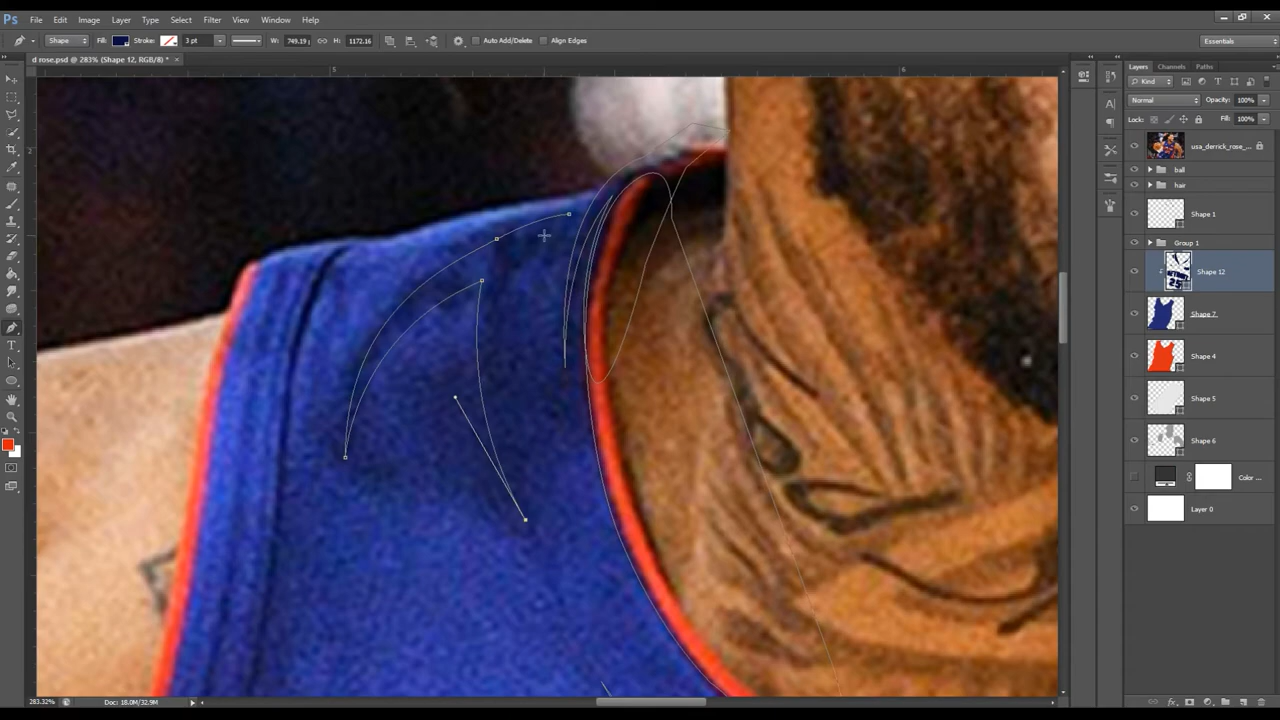 Ps File Edit Image Layer Type Select Filter View Window Help
Shape Fill: Stroke: 3 pt W: 749.19 H: 1172.16 Auto Add/Delete Align Edges Essentials
d rose.psd @ 283% (Shape 12, RGB/8) * ×
5 6
2
Layers Channels Paths
Kind
Normal Opacity: 100%
Lock: Fill: 100%
usa_derrick_rose_...
ball
hair
Shape 1
Group 1
Shape 12
Shape 7
Shape 4
Shape 5
Shape 6
Color ...
Layer 0
283.32% Doc: 18.0M/32.9M